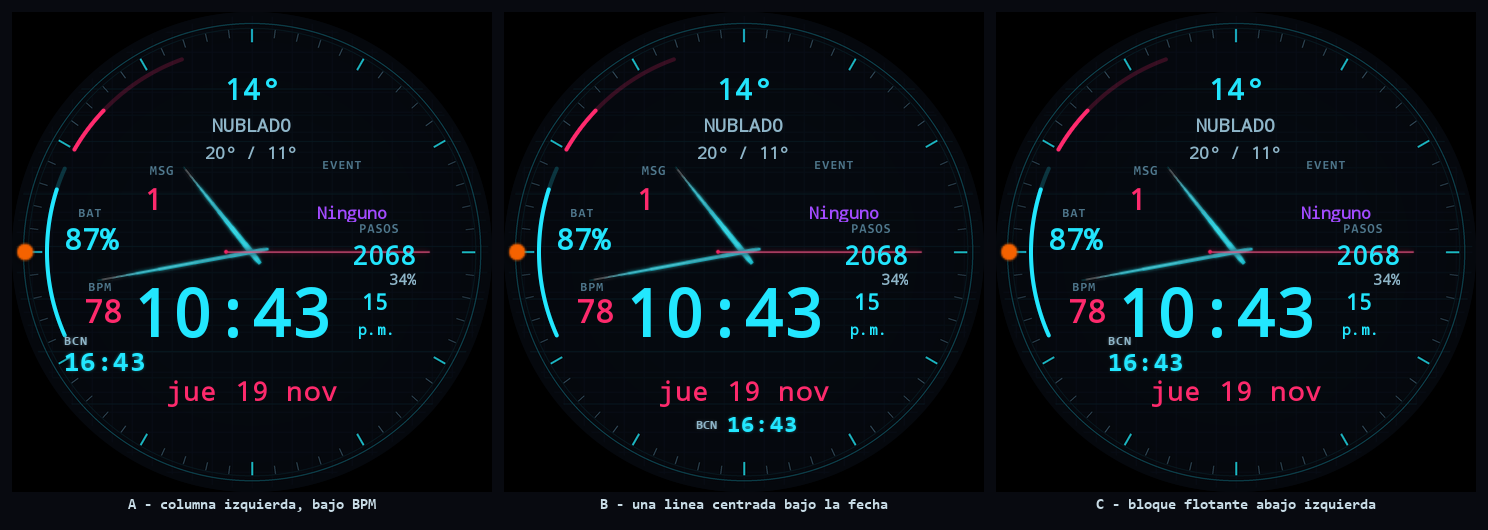 14°
NUBLADO
20° / 11°
EVENT
MSG
1
Ninguno
BAT
87%
PASOS
2068
34%
BPM
78
10:43
15
p.m.
BCN
16:43
jue 19 nov
A - columna izquierda, bajo BPM
14°
NUBLADO
20° / 11°
EVENT
MSG
1
Ninguno
BAT
87%
PASOS
2068
34%
BPM
78
10:43
15
p.m.
jue 19 nov
BCN 16:43
B - una linea centrada bajo la fecha
14°
NUBLADO
20° / 11°
EVENT
MSG
1
Ninguno
BAT
87%
PASOS
2068
34%
BPM
78
10:43
15
p.m.
BCN
16:43
jue 19 nov
C - bloque flotante abajo izquierda